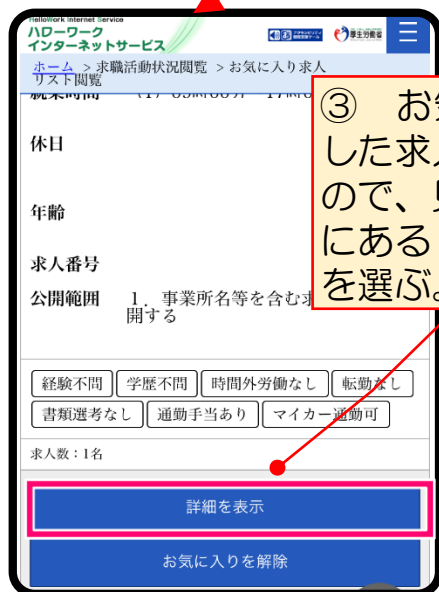 HelloWork Internet Service
ハローワーク
インターネットサービス
厚生労働省
ホーム > 求職活動状況閲覧 > お気に入り求人
リスト閲覧
就業時間
休日
年齢
求人番号
公開範囲 1．事業所名等を含む求
開する
③ お気
した求人
ので、
にある
を選ぶ。
経験不問 学歴不問 時間外労働なし 転勤なし
書類選考なし 通勤手当あり マイカー通勤可
求人数：1名
詳細を表示
お気に入りを解除